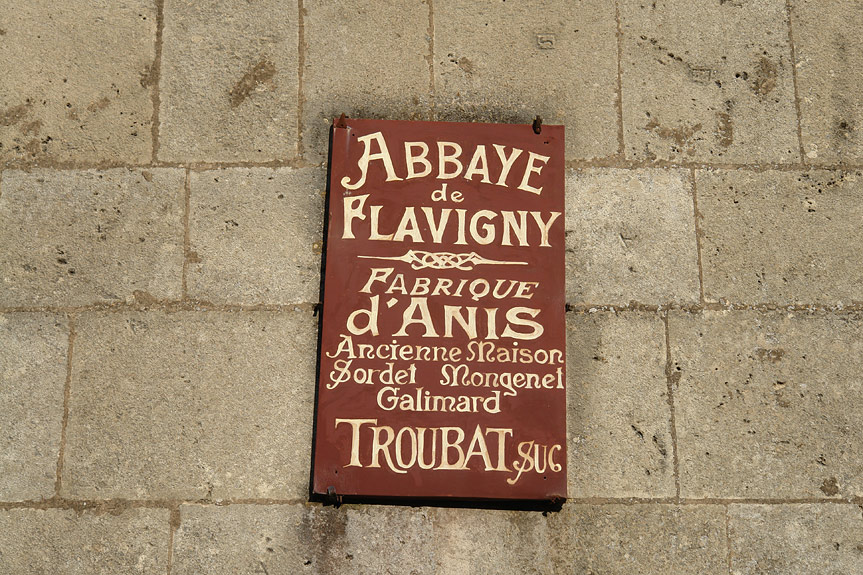 ABBAYE
de
FLAVIGNY
FABRIQUE
d'ANIS
Ancienne Maison
Sordet Mongenet
Galimard
TROUBAT SUC